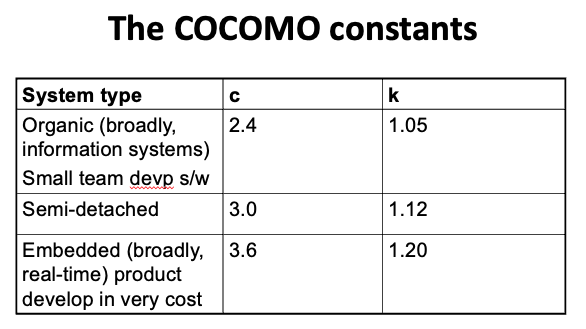 The COCOMO constants
System type c k
Organic (broadly, 2.4 1.05
information systems)
Small team devp s/w
Semi-detached 3.0 1.12
Embedded (broadly, 3.6 1.20
real-time) product
develop in very cost